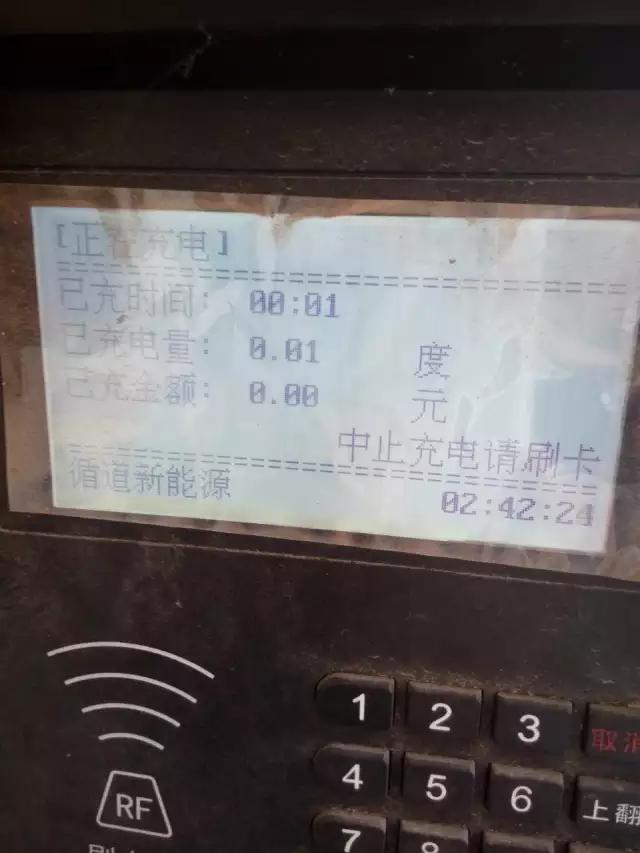 [正在充电]
已充时间: 00:01
已充电量: 0.01 度
已充金额: 0.00 元
中止充电请刷卡
循道新能源 02:42:24
1 2 3 取消
4 5 6 上翻
RF
7